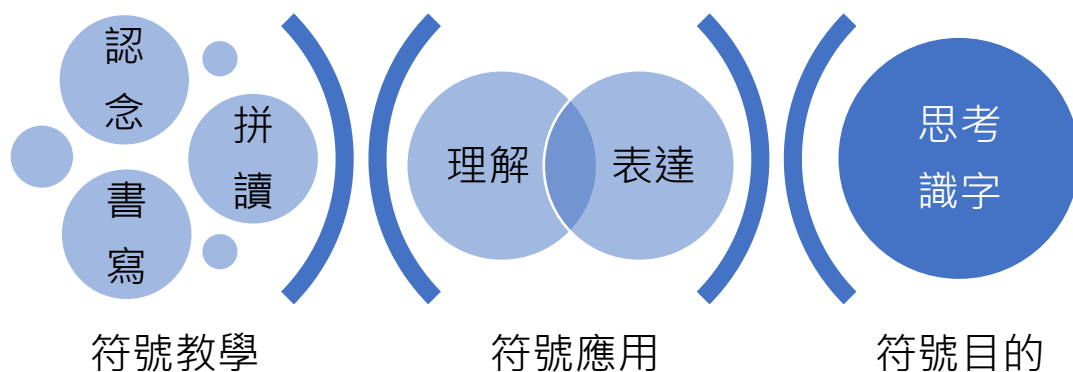 認
念
拼
讀
書
寫
理解
表達
思考
識字
符號教學
符號應用
符號目的